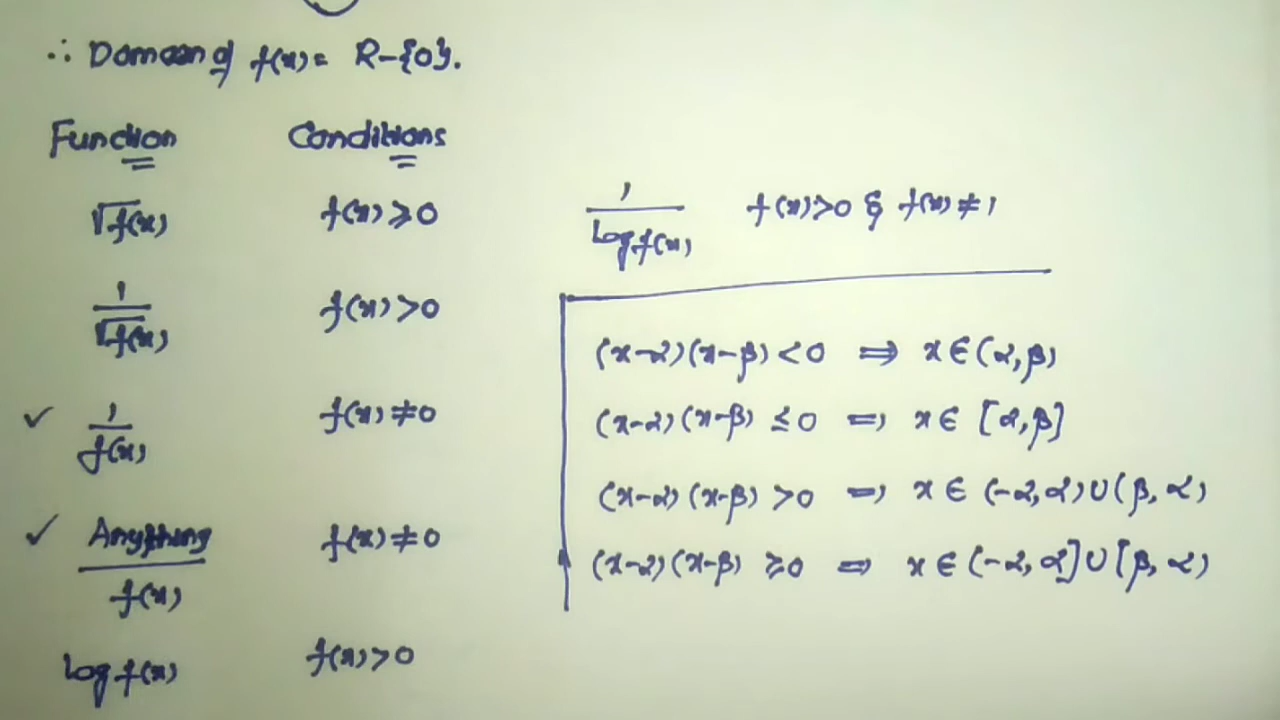 ∴ Domain of f(x) = R-{0}.
Function Conditions
√f(x) f(x) ≥ 0
1/√f(x) f(x) > 0
✓ 1/f(x) f(x) ≠ 0
✓ Anything/f(x) f(x) ≠ 0
log f(x) f(x) > 0
1/log f(x) f(x) > 0 & f(x) ≠ 1
(x-α)(x-β) < 0 ⇒ x ∈ (α,β)
(x-α)(x-β) ≤ 0 ⇒ x ∈ [α,β]
(x-α)(x-β) > 0 ⇒ x ∈ (-∞,α)∪(β,∞)
(x-α)(x-β) ≥ 0 ⇒ x ∈ (-∞,α]∪[β,∞)